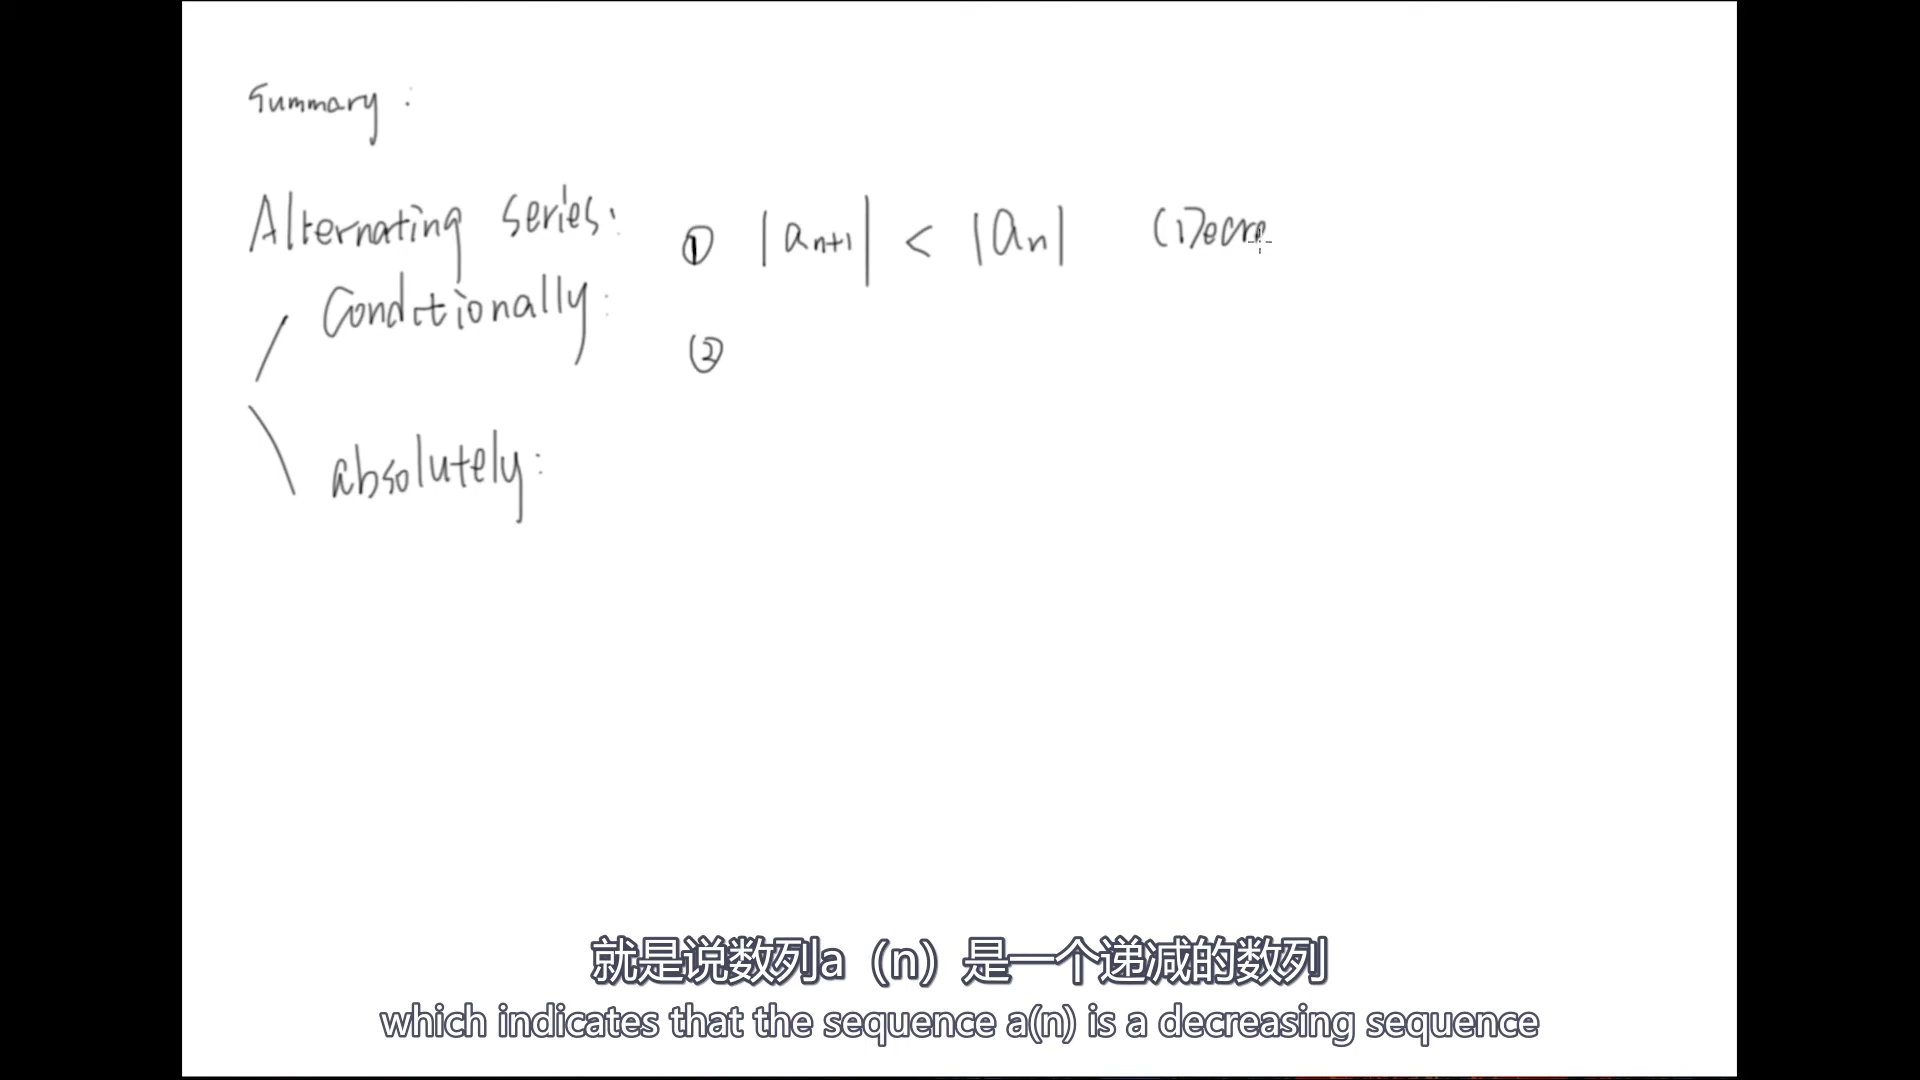 Summary :
Alternating series: ① |aₙ₊₁| < |aₙ| (Decre
Conditionally:
②
absolutely:
就是说数列a（n）是一个递减的数列
which indicates that the sequence a(n) is a decreasing sequence